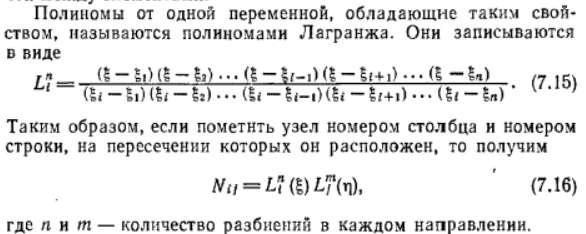 Полиномы от одной переменной, обладающие таким свой-
ством, называются полиномами Лагранжа. Они записываются
в виде
L_i^n = \frac{(ξ − ξ_1)(ξ − ξ_2) ... (ξ − ξ_{i−1})(ξ − ξ_{i+1}) ... (ξ − ξ_n)}{(ξ_i − ξ_1)(ξ_i − ξ_2) ... (ξ_i − ξ_{i−1})(ξ_i − ξ_{i+1}) ... (ξ_i − ξ_n)}. (7.15)
Таким образом, если пометить узел номером столбца и номером
строки, на пересечении которых он расположен, то получим
N_{ij} = L_i^n (ξ) L_j^m (η), (7.16)
где n и m — количество разбиений в каждом направлении.